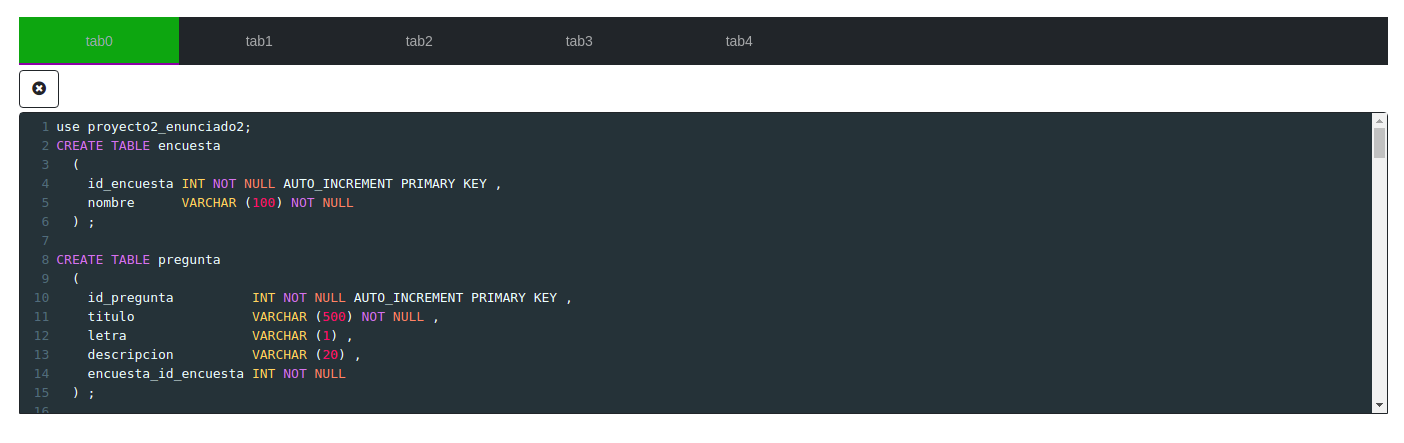 tab0 tab1 tab2 tab3 tab4
1 use proyecto2_enunciado2;
2 CREATE TABLE encuesta
3   (
4     id_encuesta INT NOT NULL AUTO_INCREMENT PRIMARY KEY ,
5     nombre      VARCHAR (100) NOT NULL
6   ) ;
7
8 CREATE TABLE pregunta
9   (
10     id_pregunta          INT NOT NULL AUTO_INCREMENT PRIMARY KEY ,
11     titulo               VARCHAR (500) NOT NULL ,
12     letra                VARCHAR (1) ,
13     descripcion          VARCHAR (20) ,
14     encuesta_id_encuesta INT NOT NULL
15   ) ;
16